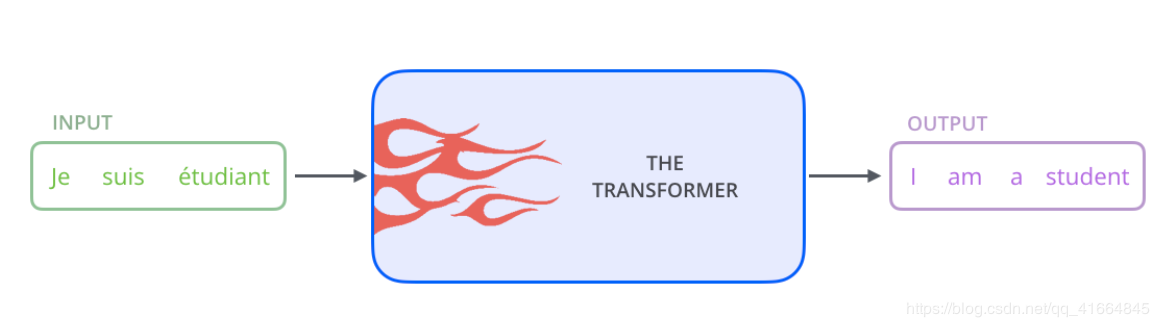 INPUT
Je suis étudiant
THE
TRANSFORMER
OUTPUT
I am a student
https://blog.csdn.net/qq_41664845